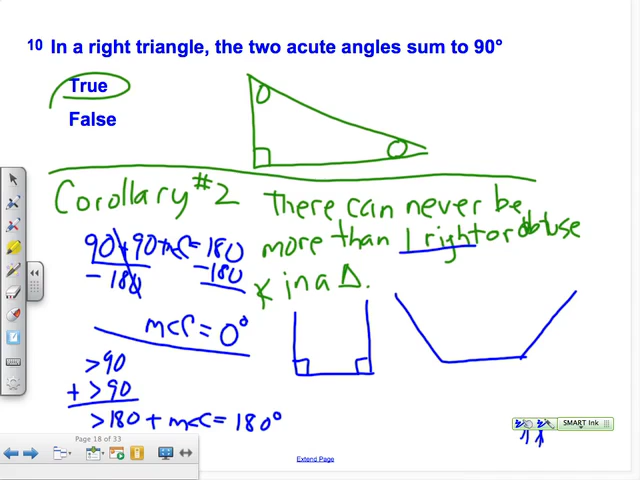 10 In a right triangle, the two acute angles sum to 90°
True
False
Corollary #2 there can never be
more than 1 right or obtuse
∢ in a Δ.
90 + 90 + m∢C = 180
- 180 - 180
m∢C = 0°
> 90
+ > 90
> 180 + m∢C = 180°
SMART Ink
Page 18 of 33
Extend Page